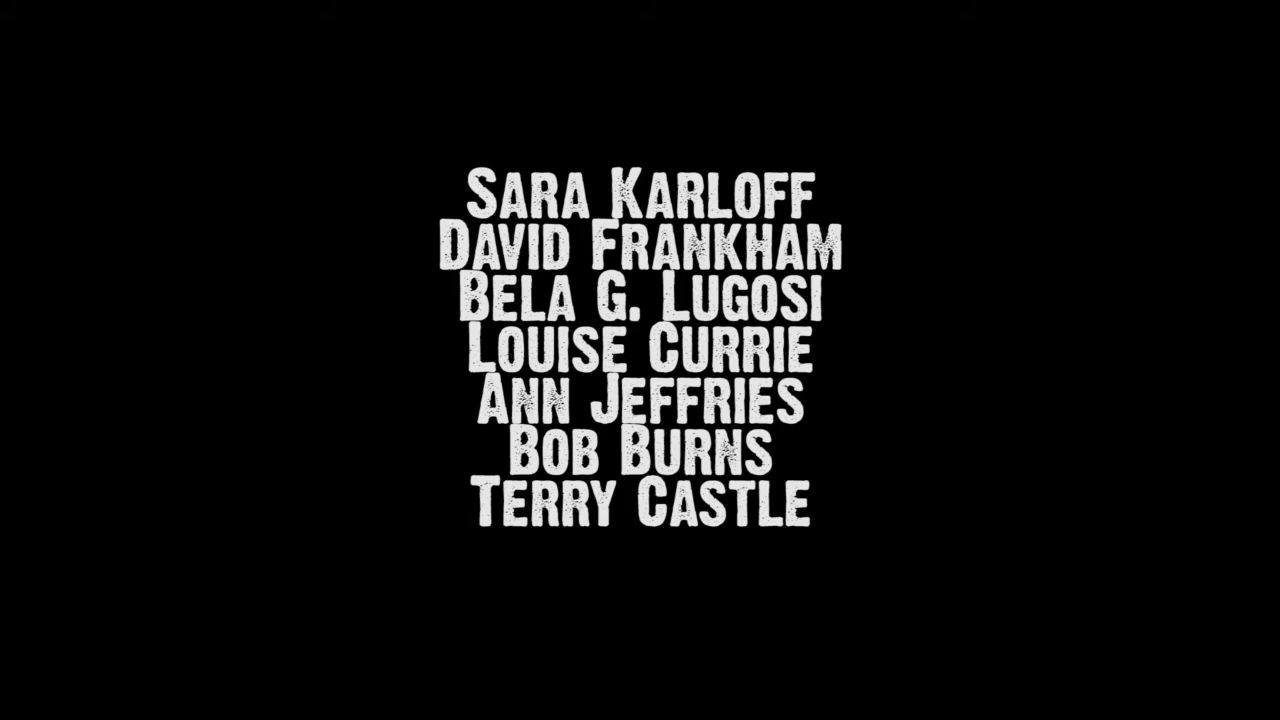 Sara Karloff
David Frankham
Bela G. Lugosi
Louise Currie
Ann Jeffries
Bob Burns
Terry Castle